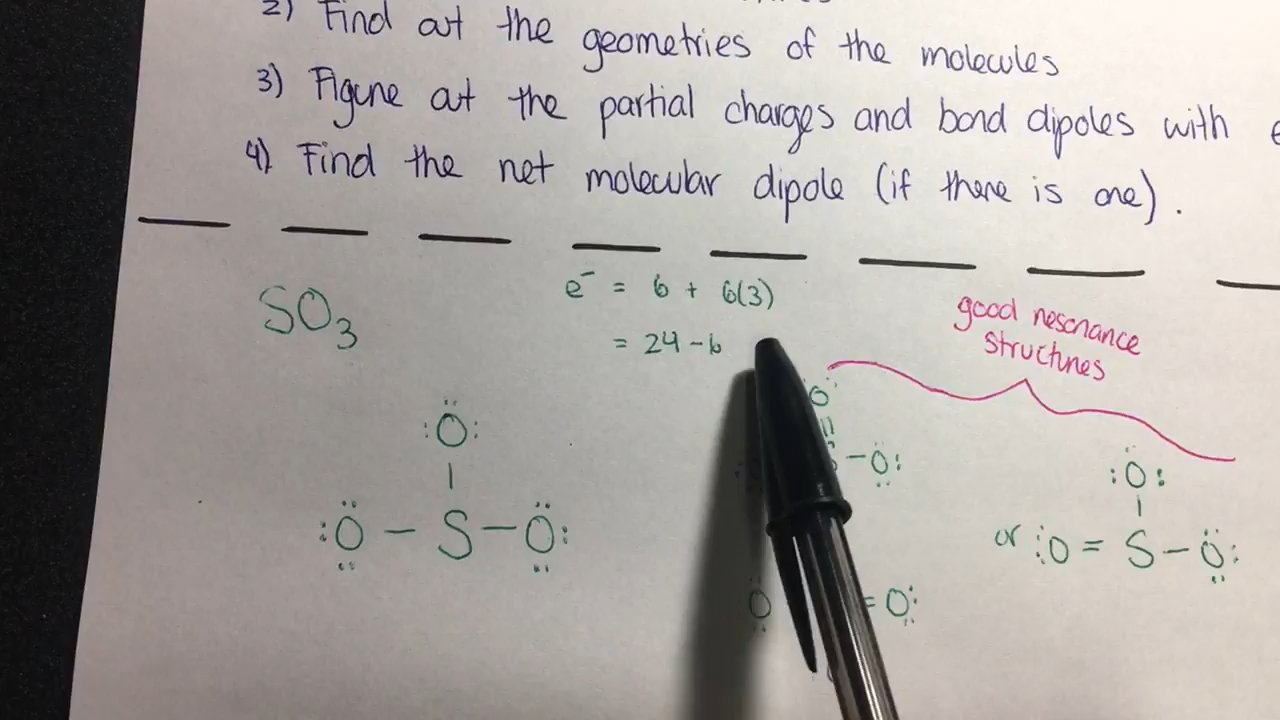 2) Find out the geometries of the molecules
3) Figure out the partial charges and bond dipoles with
4) Find the net molecular dipole (if there is one).
SO₃
e⁻ = 6 + 6(3)
= 24 - 6
good resonance
structures
:Ö:
|
:Ö - S - Ö:
O
||
- O:
O = O:
:O:
|
or :O = S - O: